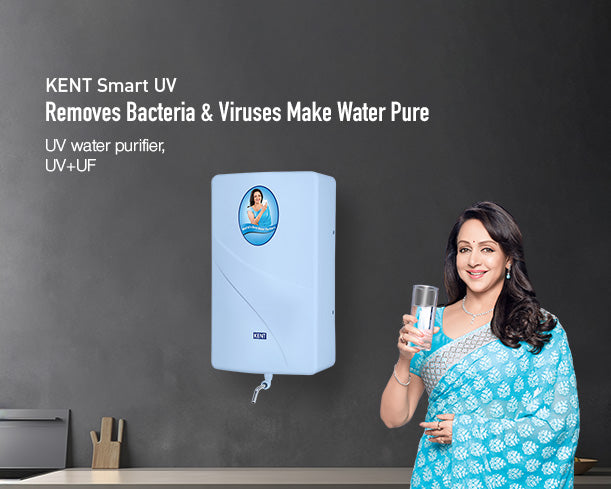 KENT Smart UV
Removes Bacteria & Viruses Make Water Pure
UV water purifier,
UV+UF
KENT